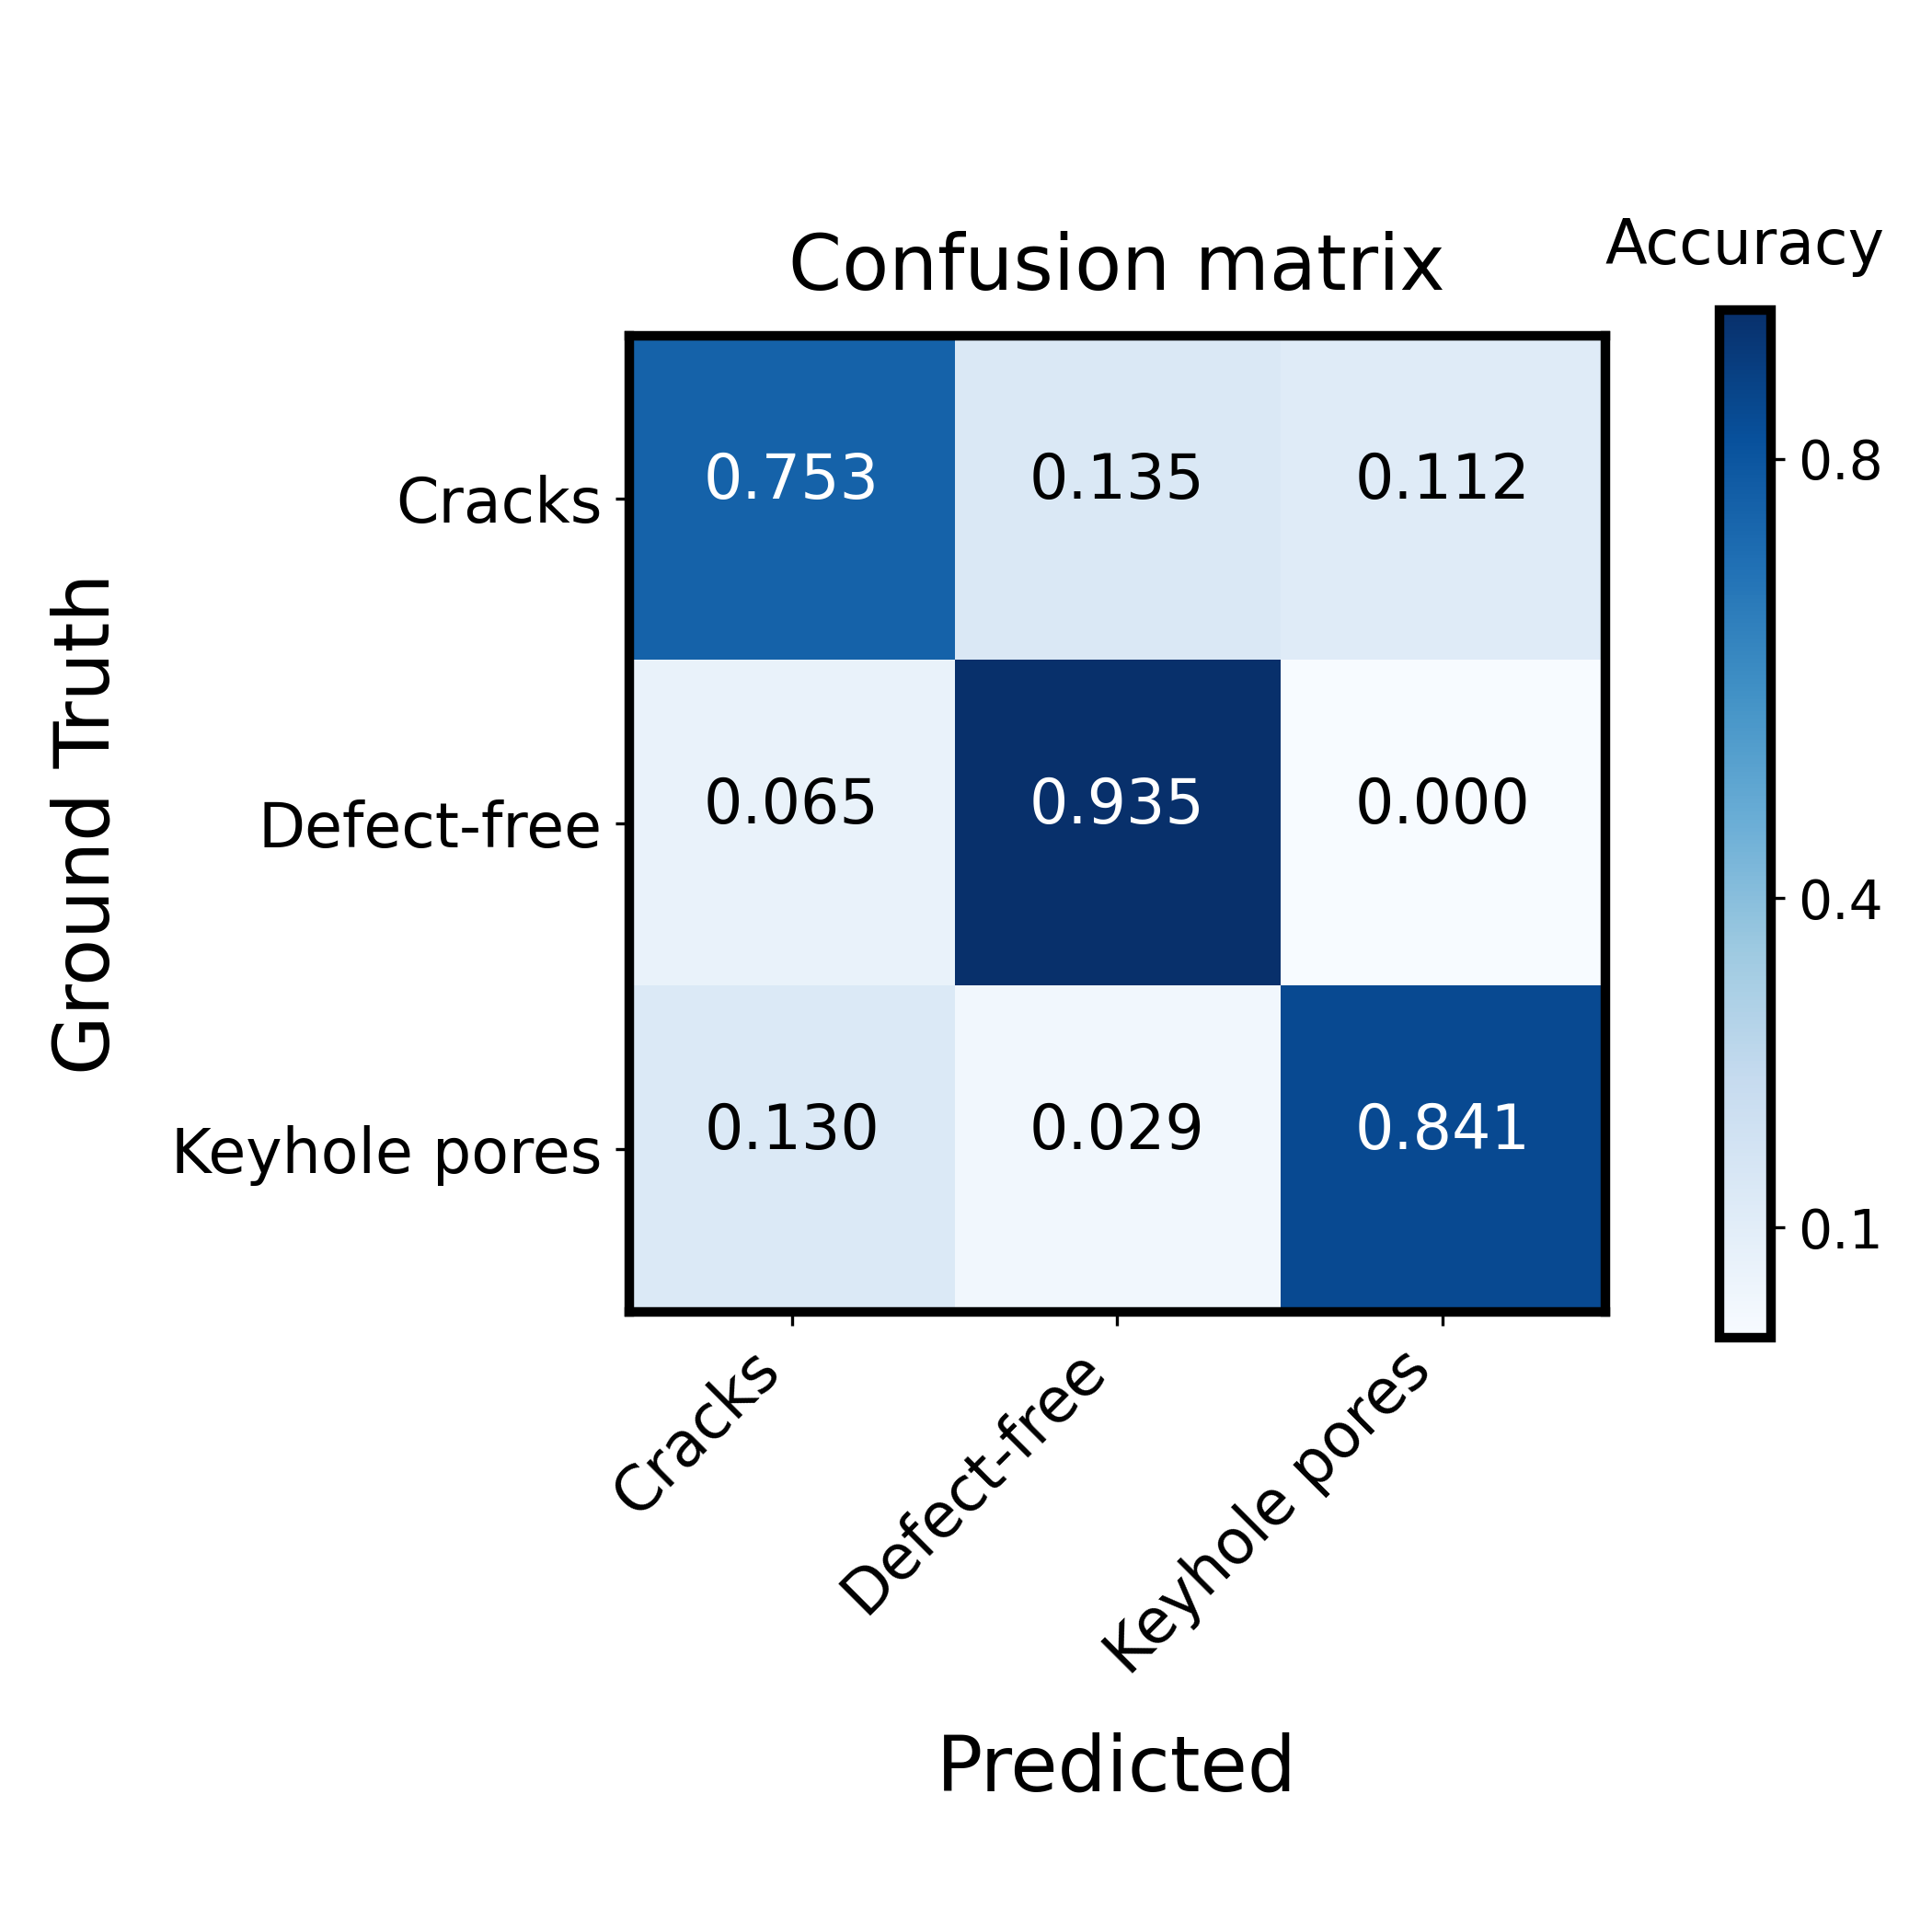 Confusion matrix
Accuracy
Ground Truth
Cracks
0.753 0.135 0.112
Defect-free
0.065 0.935 0.000
Keyhole pores
0.130 0.029 0.841
0.8
0.4
0.1
Cracks
Defect-free
Keyhole pores
Predicted